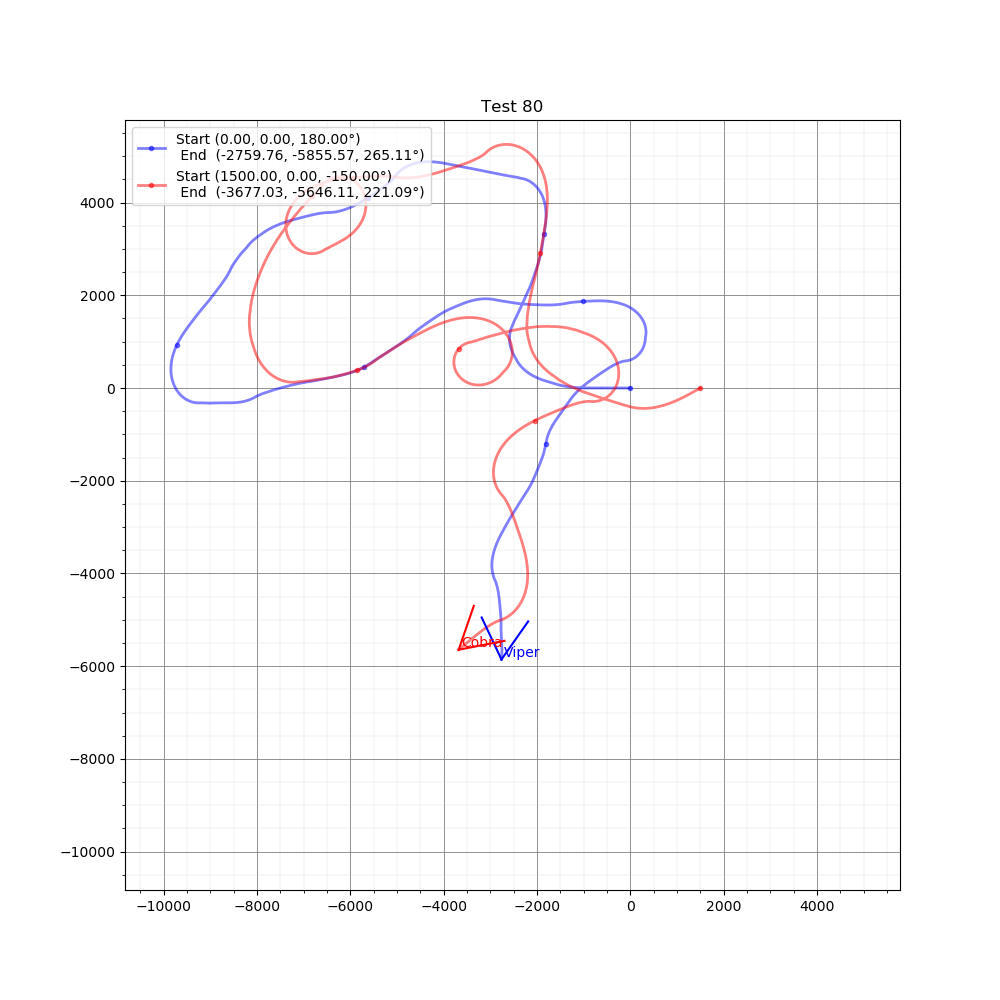 Test 80
Start (0.00, 0.00, 180.00°)
End (-2759.76, -5855.57, 265.11°)
Start (1500.00, 0.00, -150.00°)
End (-3677.03, -5646.11, 221.09°)
4000
2000
0
−2000
−4000
−6000
−8000
−10000
Cobra
Viper
−10000 −8000 −6000 −4000 −2000 0 2000 4000